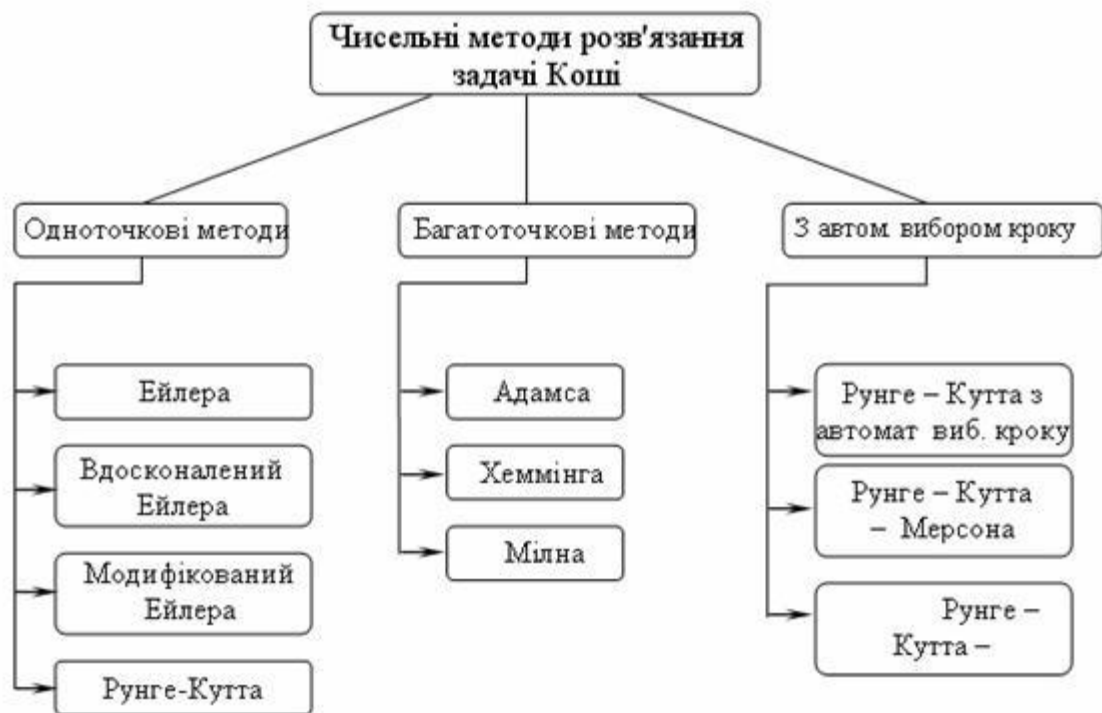 Чисельні методи розв'язання
задачі Коші
Одноточкові методи
Ейлера
Вдосконалений
Ейлера
Модифікований
Ейлера
Рунге-Кутта
Багатоточкові методи
Адамса
Хеммінга
Мілна
З автом. вибором кроку
Рунге – Кутта з
автомат виб. кроку
Рунге – Кутта
– Мерсона
Рунге –
Кутта –